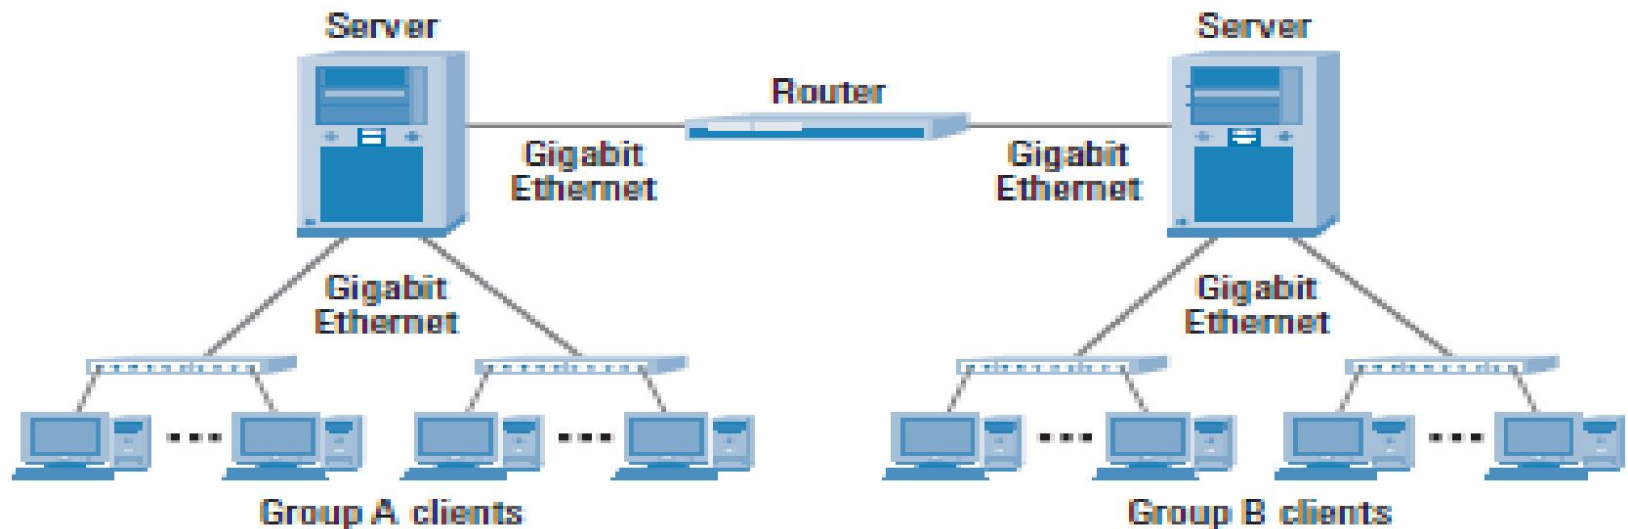 Server
Server
Router
Gigabit
Ethernet
Gigabit
Ethernet
Gigabit
Ethernet
Gigabit
Ethernet
Group A clients
Group B clients